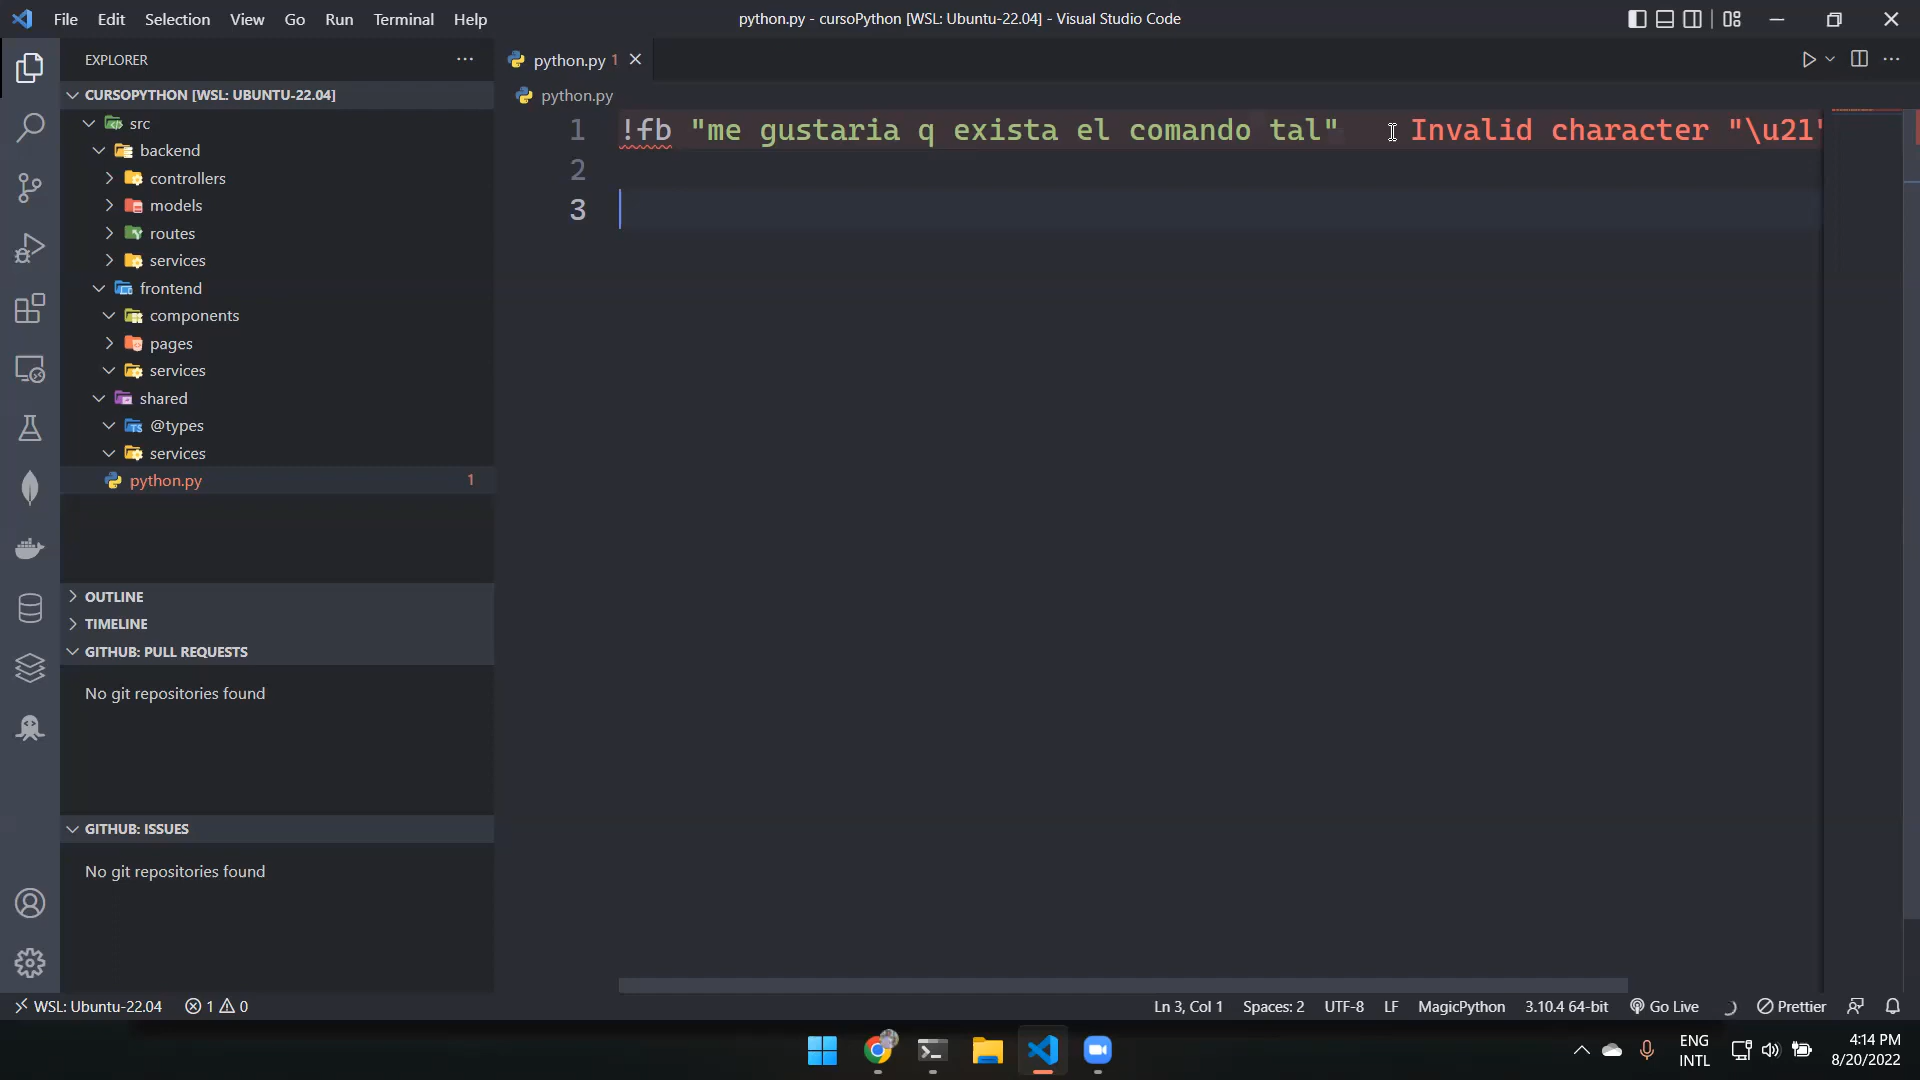 File Edit Selection View Go Run Terminal Help
python.py - cursoPython [WSL: Ubuntu-22.04] - Visual Studio Code
EXPLORER
python.py 1
CURSOPYTHON [WSL: UBUNTU-22.04]
python.py
src
backend
controllers
models
routes
services
frontend
components
pages
services
shared
@types
services
python.py 1
1 !fb "me gustaria q exista el comando tal" Invalid character "\u21"
2
3
OUTLINE
TIMELINE
GITHUB: PULL REQUESTS
No git repositories found
GITHUB: ISSUES
No git repositories found
WSL: Ubuntu-22.04 1 0 Ln 3, Col 1 Spaces: 2 UTF-8 LF MagicPython 3.10.4 64-bit Go Live Prettier
ENG
INTL
4:14 PM
8/20/2022